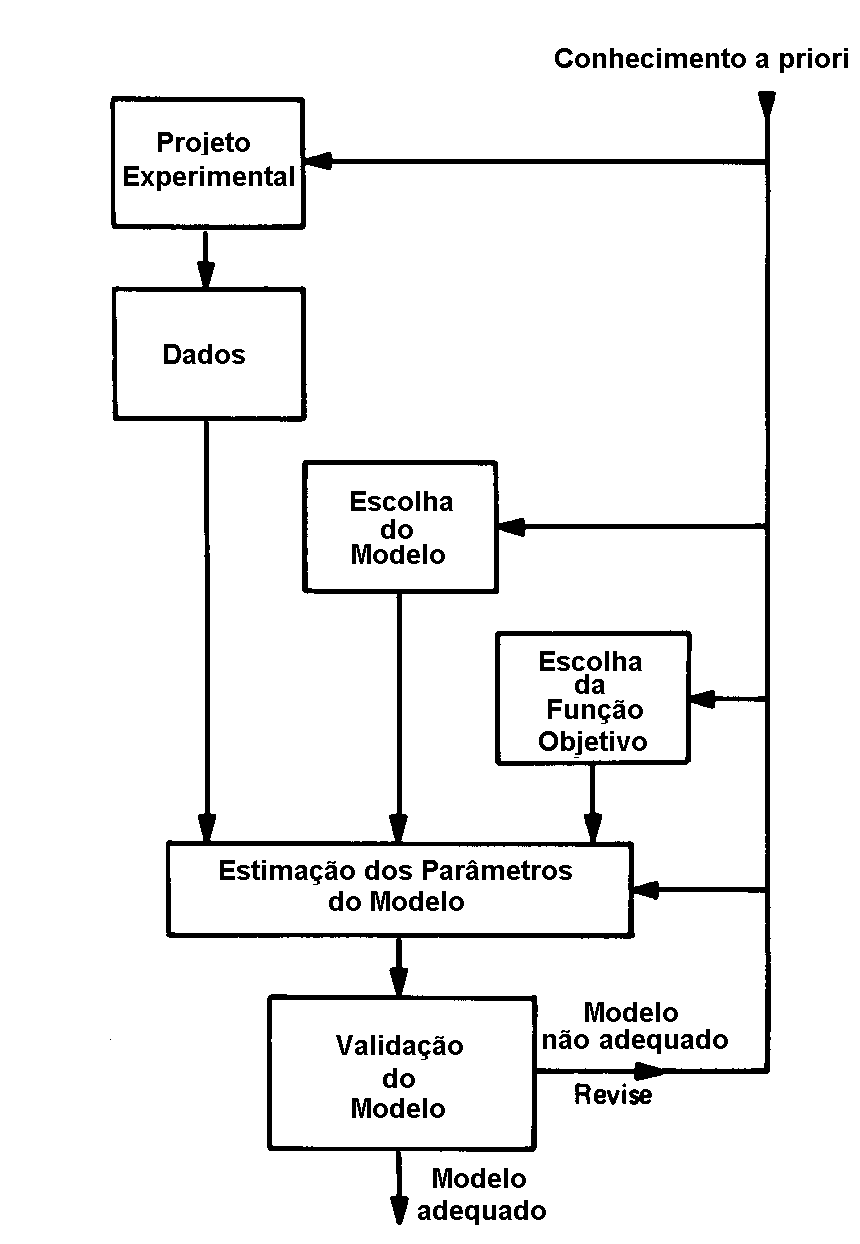 Conhecimento a priori
Projeto
Experimental
Dados
Escolha
do
Modelo
Escolha
da
Função
Objetivo
Estimação dos Parâmetros
do Modelo
Validação
do
Modelo
Modelo
não adequado
Revise
Modelo
adequado